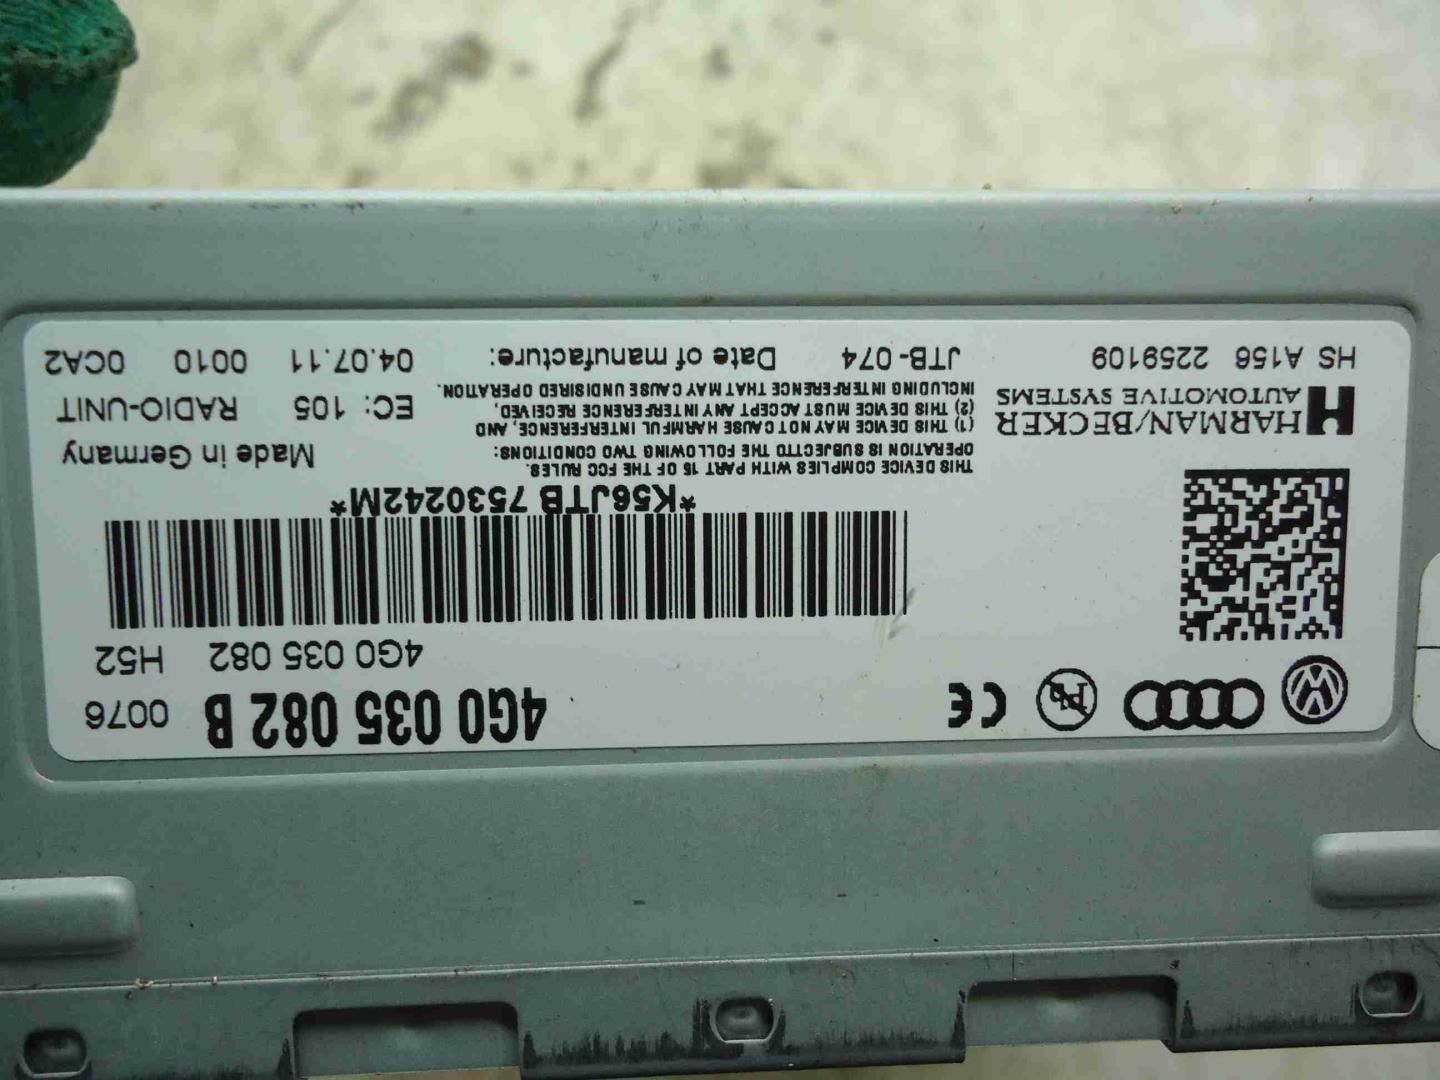 4G0 035 082 B 0076
4G0 035 082 H52
*K56JTB 7530242M*
THIS DEVICE COMPLIES WITH PART 15 OF THE FCC RULES.
OPERATION IS SUBJECTTO THE FOLLOWING TWO CONDITIONS:
(1) THIS DEVICE MAY NOT CAUSE HARMFUL INTERFERENCE, AND
(2) THIS DEVICE MUST ACCEPT ANY INTERFERENCE RECEIVED,
INCLUDING INTERFERENCE THAT MAY CAUSE UNDISIRED OPERATION.
Made in Germany
HARMAN/BECKER
AUTOMOTIVE SYSTEMS
EC: 105 RADIO-UNIT
HS A156 2259109 JTB-074 Date of manufacture: 04.07.11 0010 0CA2
CE
Pb